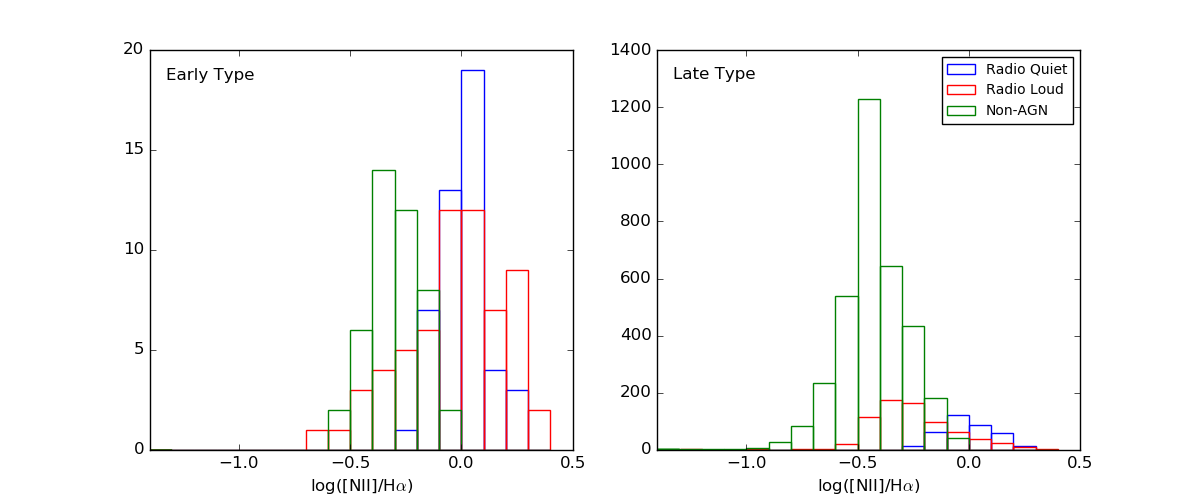 20
15
10
5
0
−1.0 −0.5 0.0 0.5
log([NII]/Hα)
Early Type
1400
1200
1000
800
600
400
200
0
−1.0 −0.5 0.0 0.5
log([NII]/Hα)
Late Type
Radio Quiet
Radio Loud
Non-AGN